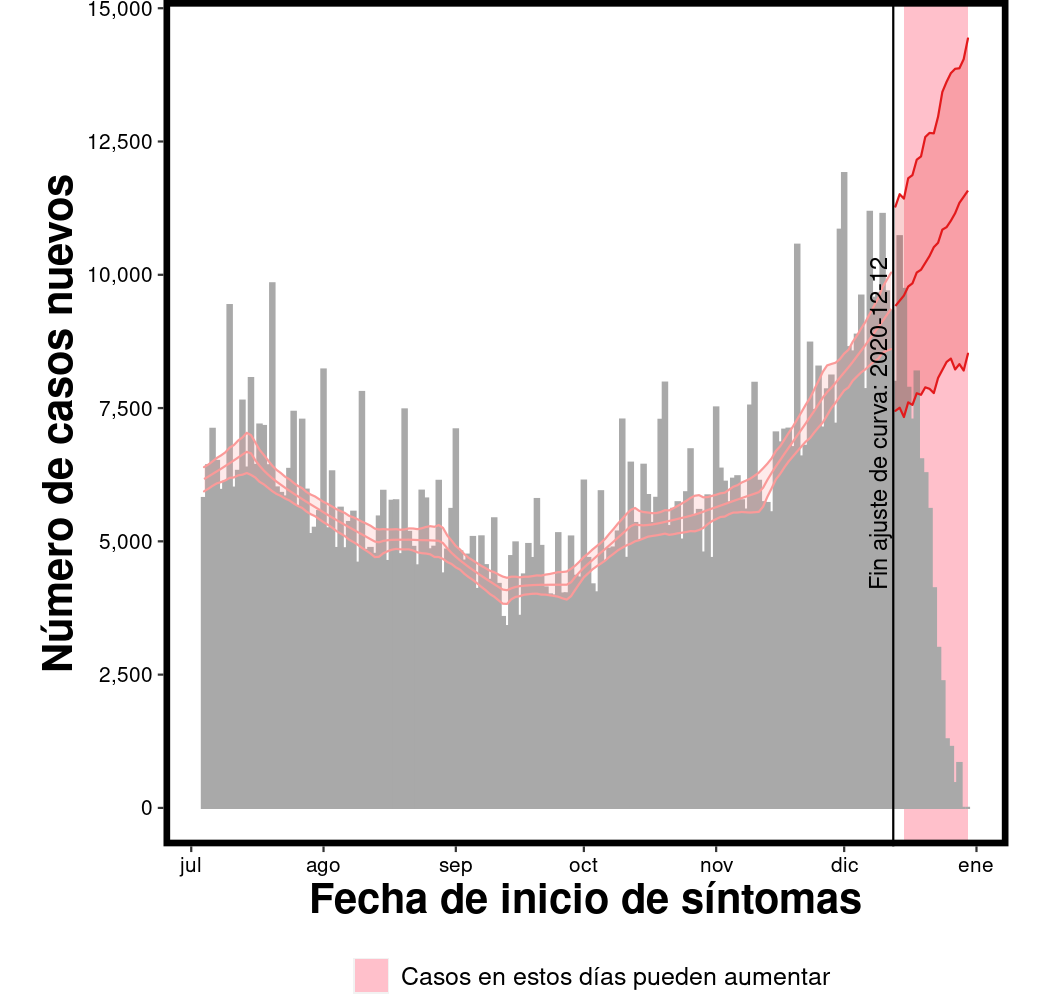 15,000
12,500
10,000
7,500
5,000
2,500
0
Número de casos nuevos
Fin ajuste de curva: 2020-12-12
jul ago sep oct nov dic ene
Fecha de inicio de síntomas
Casos en estos días pueden aumentar